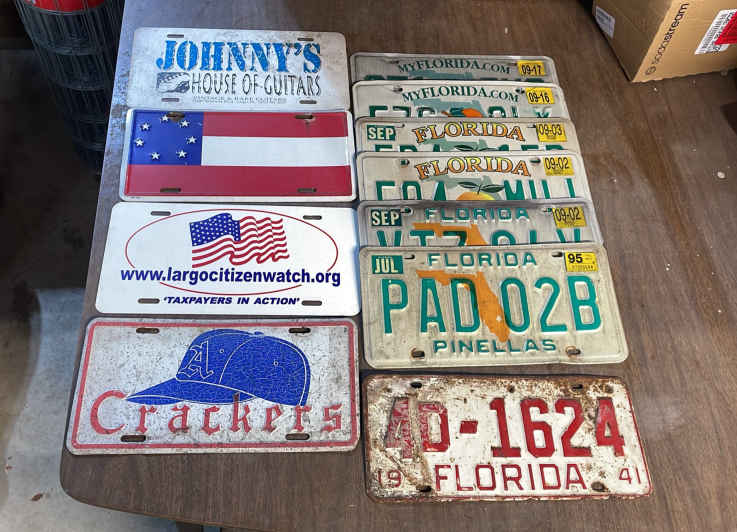 JOHNNY'S
HOUSE OF GUITARS
www.largocitizenwatch.org
'TAXPAYERS IN ACTION'
A
Crackers
MYFLORIDA.COM 09-17
MYFLORIDA.COM 09-16
SEP FLORIDA 09-03
FLORIDA 09-02
SEP FLORIDA 09-02
JUL FLORIDA 95
PAD 02B
PINELLAS
4D-1624
19 FLORIDA 41
socialstream